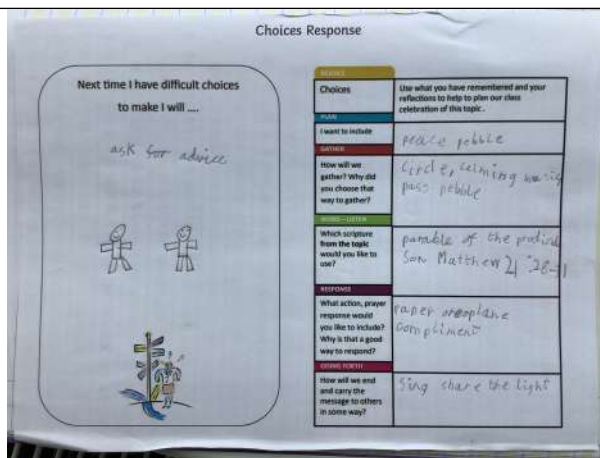 Choices Response
Next time I have difficult choices
to make I will ....
ask for advice
REJOICE
Choices
Use what you have remembered and your
reflections to help to plan our class
celebration of this topic.
PLAN
I want to include
peace pebble
GATHER
How will we
gather? Why did
you choose that
way to gather?
Circle, calming music
pass pebble
WORD – LISTEN
Which scripture
from the topic
would you like to
use?
parable of the
Son Matthew 21 :28-
RESPONSE
What action, prayer
response would
you like to include?
Why is that a good
way to respond?
paper
compliment
GOING FORTH
How will we end
and carry the
message to others
in some way?
Sing share the light